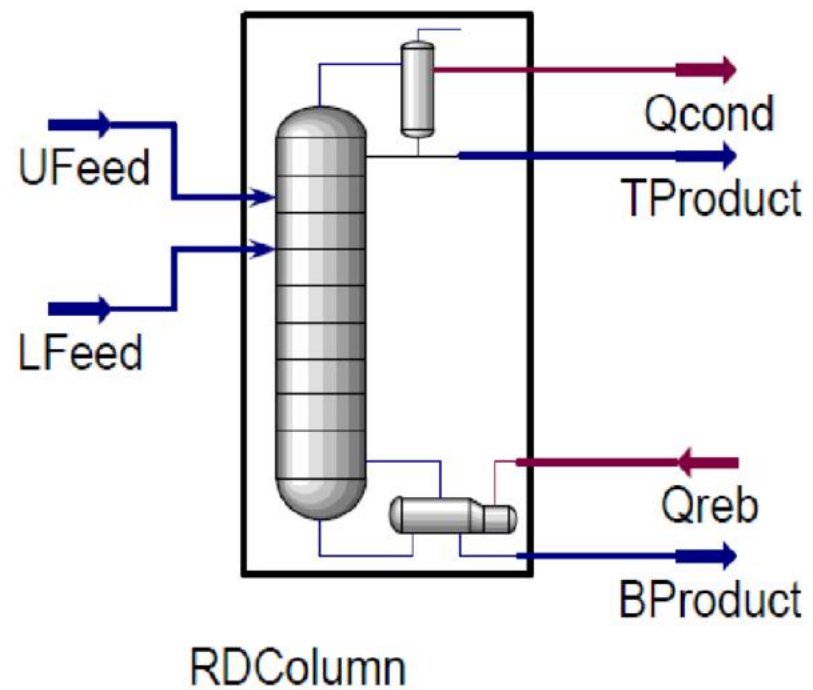 Qcond
UFeed
TProduct
LFeed
Qreb
BProduct
RDColumn